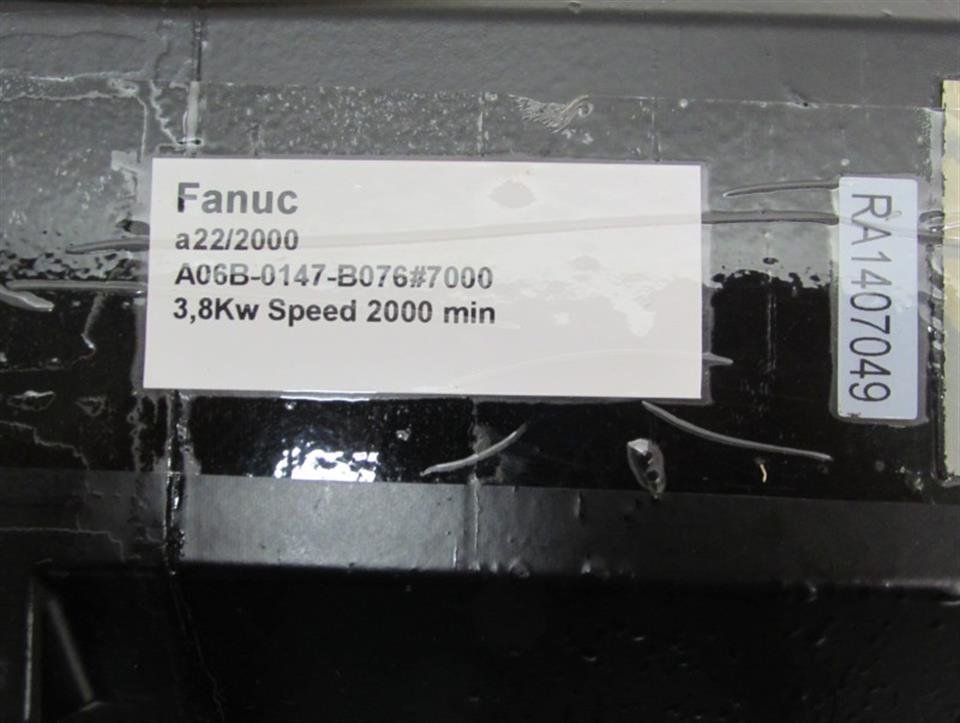 Fanuc
a22/2000
A06B-0147-B076#7000
3,8Kw Speed 2000 min
RA1407049